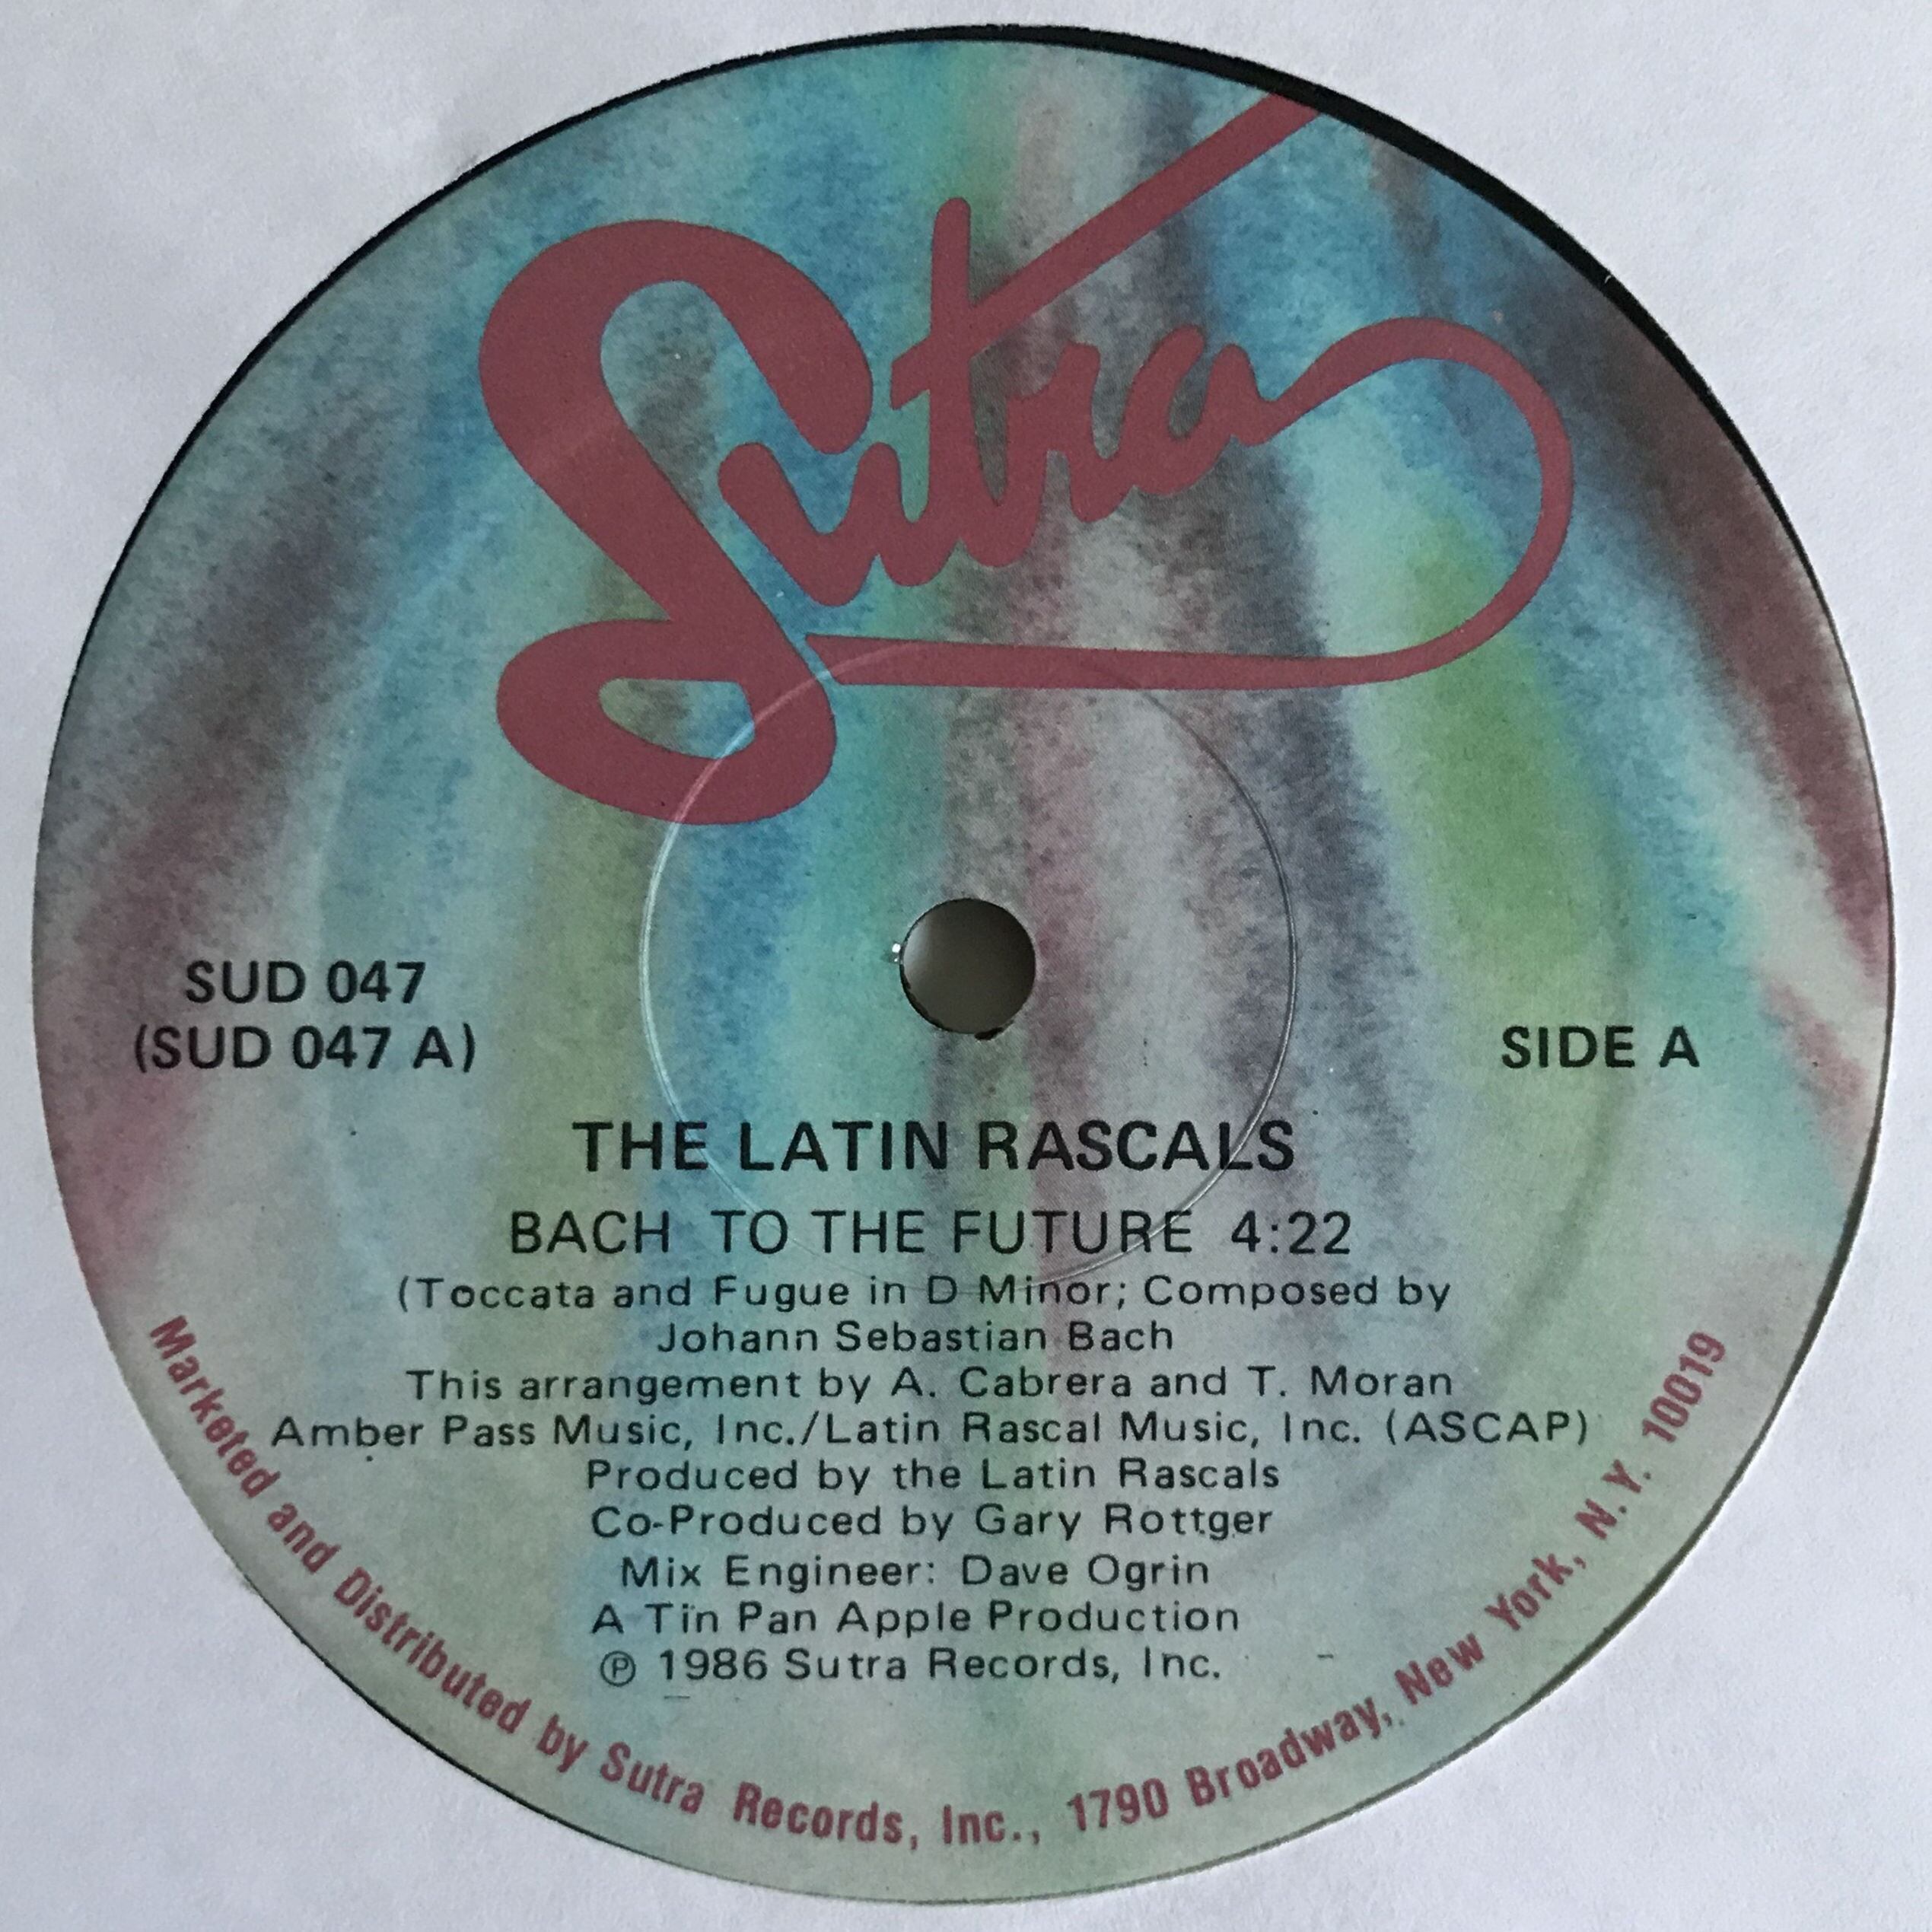 Sutra
SUD 047
(SUD 047 A)
SIDE A
THE LATIN RASCALS
BACH TO THE FUTURE 4:22
(Toccata and Fugue in D Minor; Composed by
Johann Sebastian Bach
This arrangement by A. Cabrera and T. Moran
Amber Pass Music, Inc./Latin Rascal Music, Inc. (ASCAP)
Produced by the Latin Rascals
Co-Produced by Gary Rottger
Mix Engineer: Dave Ogrin
A Tin Pan Apple Production
℗ 1986 Sutra Records, Inc.
Marketed and Distributed by Sutra Records, Inc., 1790 Broadway, New York, N.Y. 10019